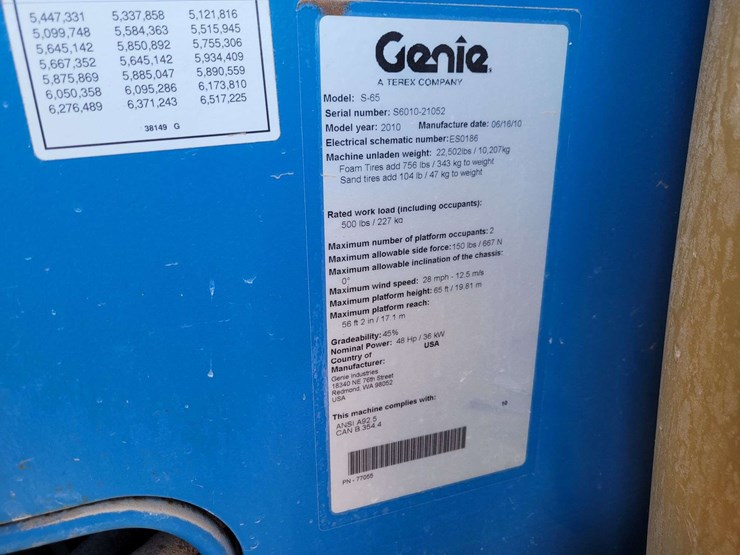 5,447,331 5,337,858 5,121,816
5,099,748 5,584,363 5,515,945
5,645,142 5,850,892 5,755,306
5,667,352 5,645,142 5,934,409
5,875,869 5,885,047 5,890,559
6,050,358 6,095,286 6,173,810
6,276,489 6,371,243 6,517,225
38149 G
Genie
A TEREX COMPANY
Model: S-65
Serial number: S6010-21052
Model year: 2010 Manufacture date: 06/16/10
Electrical schematic number: ES0186
Machine unladen weight: 22,502lbs / 10,207kg
Foam Tires add 756 lbs / 343 kg to weight
Sand tires add 104 lb / 47 kg to weight
Rated work load (including occupants):
500 lbs / 227 kg
Maximum number of platform occupants: 2
Maximum allowable side force: 150 lbs / 667 N
Maximum allowable inclination of the chassis:
0°
Maximum wind speed: 28 mph - 12.5 m/s
Maximum platform height: 65 ft / 19.81 m
Maximum platform reach:
56 ft 2 in / 17.1 m
Gradeability: 45%
Nominal Power: 48 Hp / 36 kW
Country of USA
Manufacturer:
Genie Industries
18340 NE 76th Street
Redmond, WA 98052
USA
This machine complies with:
ANSI A92.5
CAN B.354.4
PN - 77055